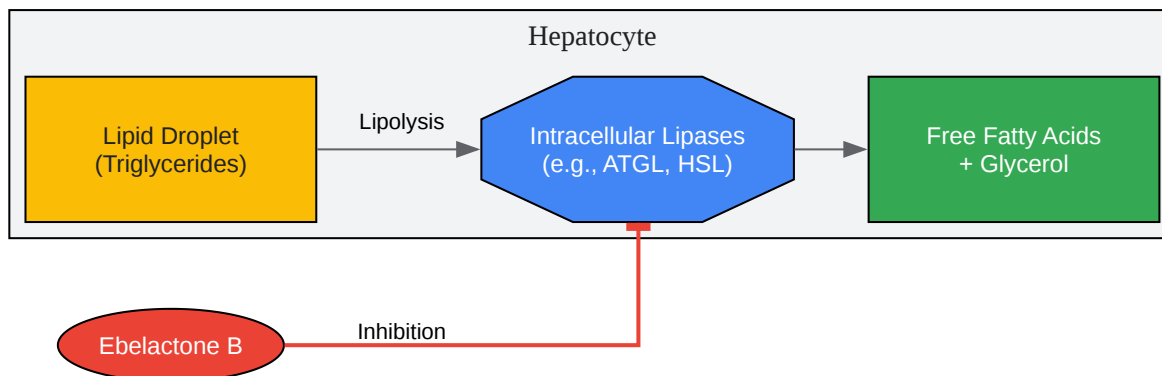 Hepatocyte
Lipid Droplet
(Triglycerides)
Lipolysis
Intracellular Lipases
(e.g., ATGL, HSL)
Free Fatty Acids
+ Glycerol
Ebelactone B
Inhibition